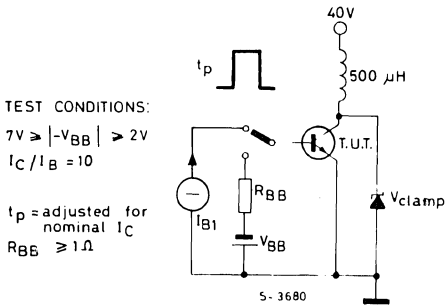 40V
tp
500 µH
TEST CONDITIONS:
7V ⩾ |-VBB| ⩾ 2V
IC/IB = 10
T.U.T.
RBB
Vclamp
IB1
tp = adjusted for
nominal IC
VBB
RBB ⩾ 1Ω
S-3680